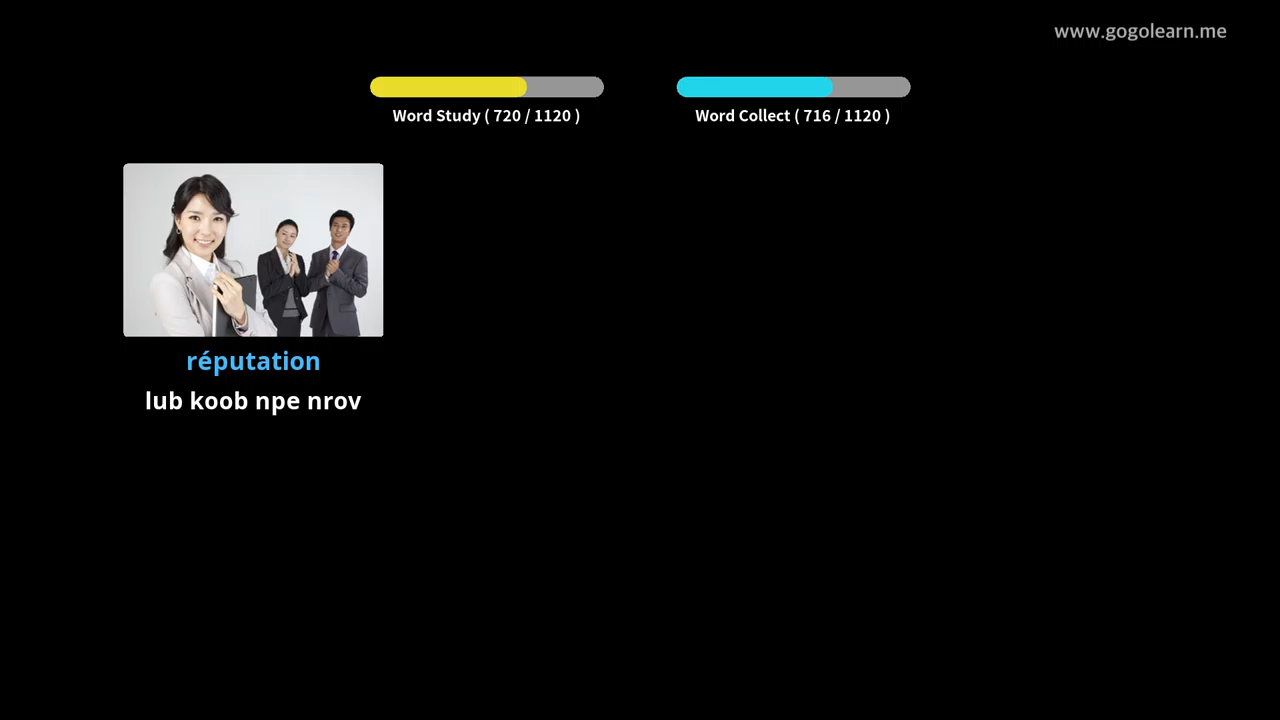 www.gogolearn.me
Word Study ( 720 / 1120 )
Word Collect ( 716 / 1120 )
réputation
lub koob npe nrov